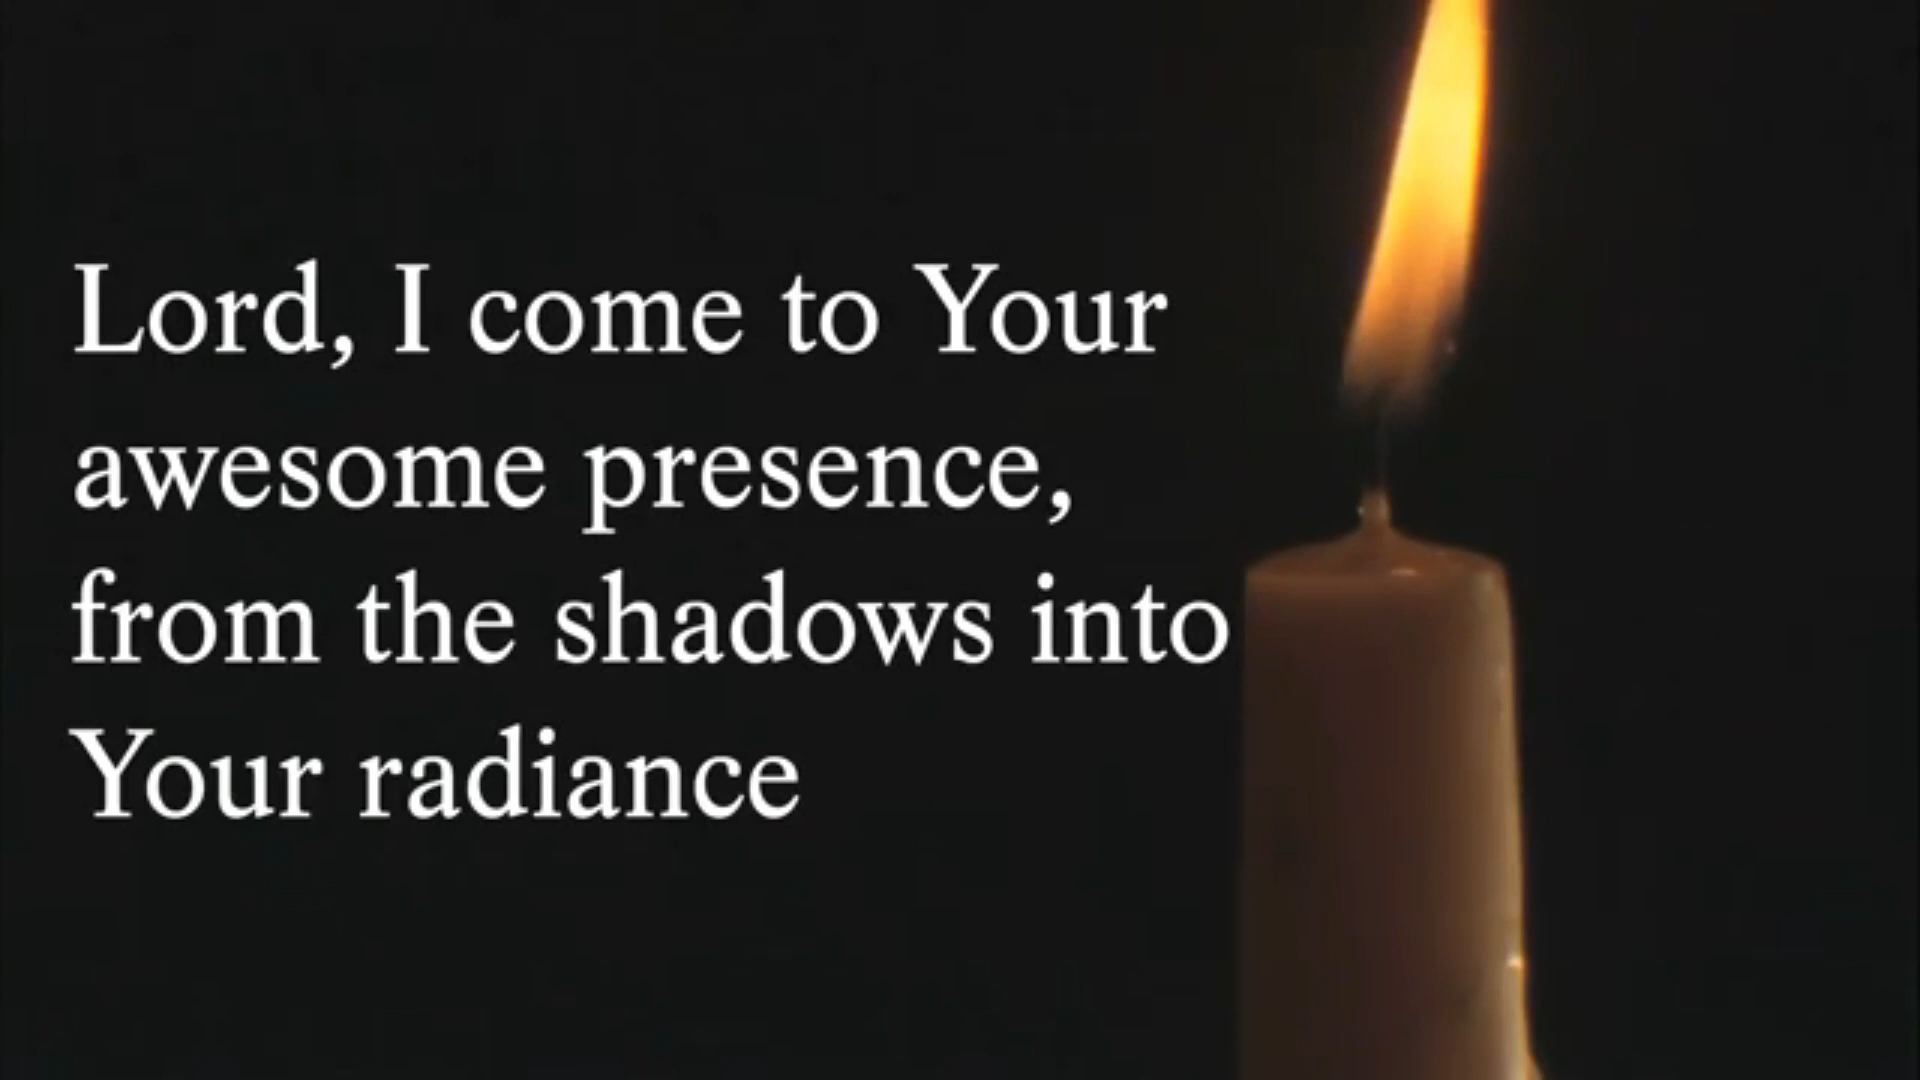 Lord, I come to Your
awesome presence,
from the shadows into
Your radiance